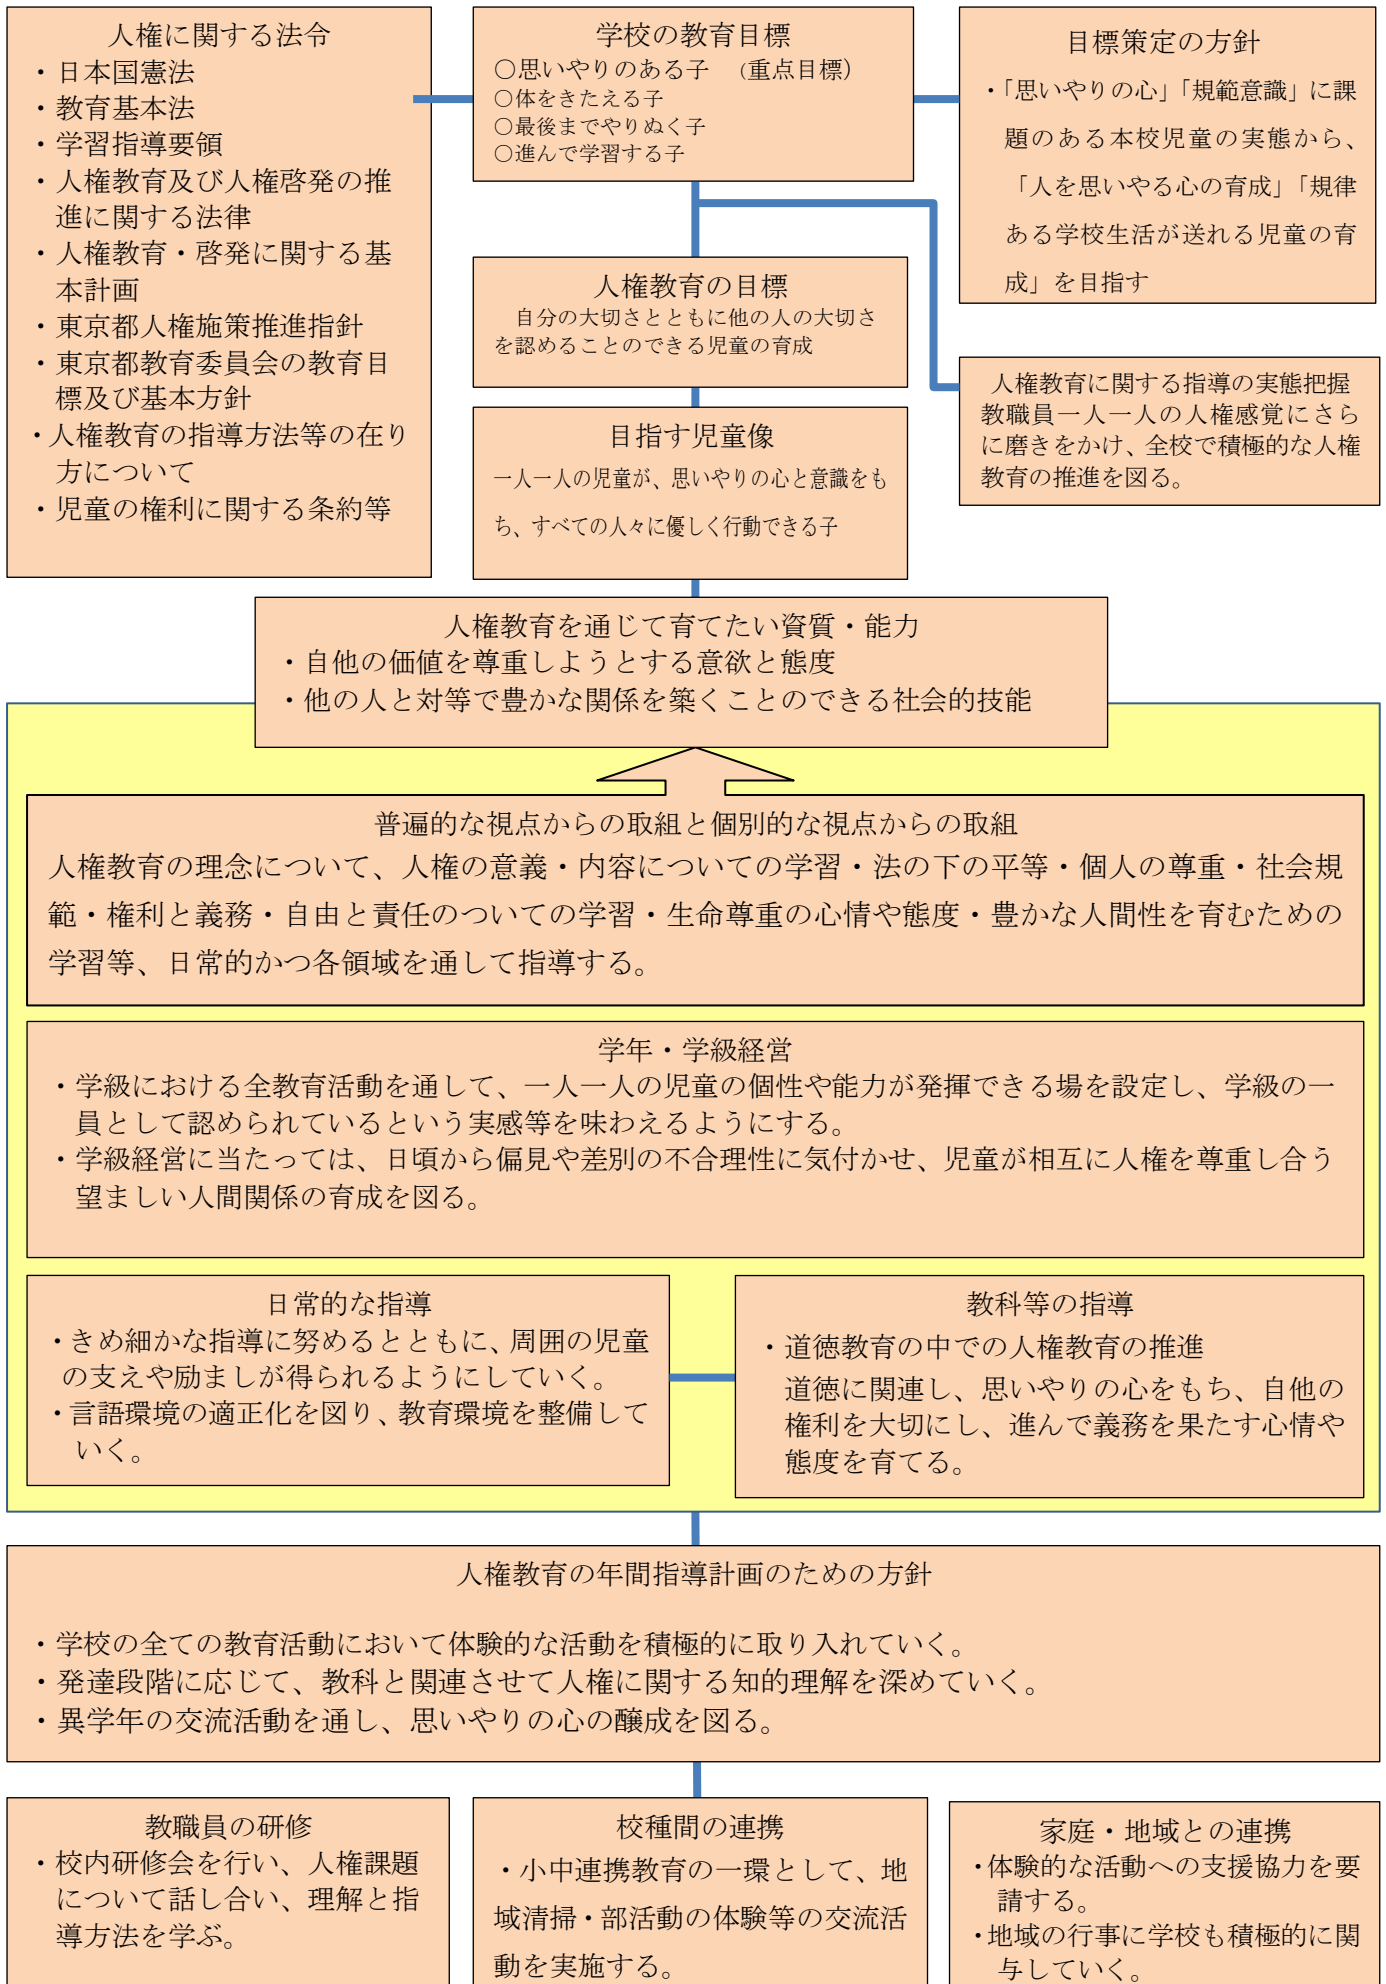 人権に関する法令
・日本国憲法
・教育基本法
・学習指導要領
・人権教育及び人権啓発の推
進に関する法律
・人権教育・啓発に関する基
本計画
・東京都人権施策推進指針
・東京都教育委員会の教育目
標及び基本方針
・人権教育の指導方法等の在り
方について
・児童の権利に関する条約等
学校の教育目標
○思いやりのある子　（重点目標）
○体をきたえる子
○最後までやりぬく子
○進んで学習する子
目標策定の方針
・「思いやりの心」「規範意識」に課
題のある本校児童の実態から、
「人を思いやる心の育成」「規律
ある学校生活が送れる児童の育
成」を目指す
人権教育の目標
自分の大切さとともに他の人の大切さ
を認めることのできる児童の育成
人権教育に関する指導の実態把握
教職員一人一人の人権感覚にさら
に磨きをかけ、全校で積極的な人権
教育の推進を図る。
目指す児童像
一人一人の児童が、思いやりの心と意識をも
ち、すべての人々に優しく行動できる子
人権教育を通じて育てたい資質・能力
・自他の価値を尊重しようとする意欲と態度
・他の人と対等で豊かな関係を築くことのできる社会的技能
普遍的な視点からの取組と個別的な視点からの取組
人権教育の理念について、人権の意義・内容についての学習・法の下の平等・個人の尊重・社会規
範・権利と義務・自由と責任のついての学習・生命尊重の心情や態度・豊かな人間性を育むための
学習等、日常的かつ各領域を通して指導する。
学年・学級経営
・学級における全教育活動を通して、一人一人の児童の個性や能力が発揮できる場を設定し、学級の一
員として認められているという実感等を味わえるようにする。
・学級経営に当たっては、日頃から偏見や差別の不合理性に気付かせ、児童が相互に人権を尊重し合う
望ましい人間関係の育成を図る。
日常的な指導
・きめ細かな指導に努めるとともに、周囲の児童
の支えや励ましが得られるようにしていく。
・言語環境の適正化を図り、教育環境を整備して
いく。
教科等の指導
・道徳教育の中での人権教育の推進
道徳に関連し、思いやりの心をもち、自他の
権利を大切にし、進んで義務を果たす心情や
態度を育てる。
人権教育の年間指導計画のための方針
・学校の全ての教育活動において体験的な活動を積極的に取り入れていく。
・発達段階に応じて、教科と関連させて人権に関する知的理解を深めていく。
・異学年の交流活動を通し、思いやりの心の醸成を図る。
教職員の研修
・校内研修会を行い、人権課題
について話し合い、理解と指
導方法を学ぶ。
校種間の連携
・小中連携教育の一環として、地
域清掃・部活動の体験等の交流活
動を実施する。
家庭・地域との連携
・体験的な活動への支援協力を要
請する。
・地域の行事に学校も積極的に関
与していく。